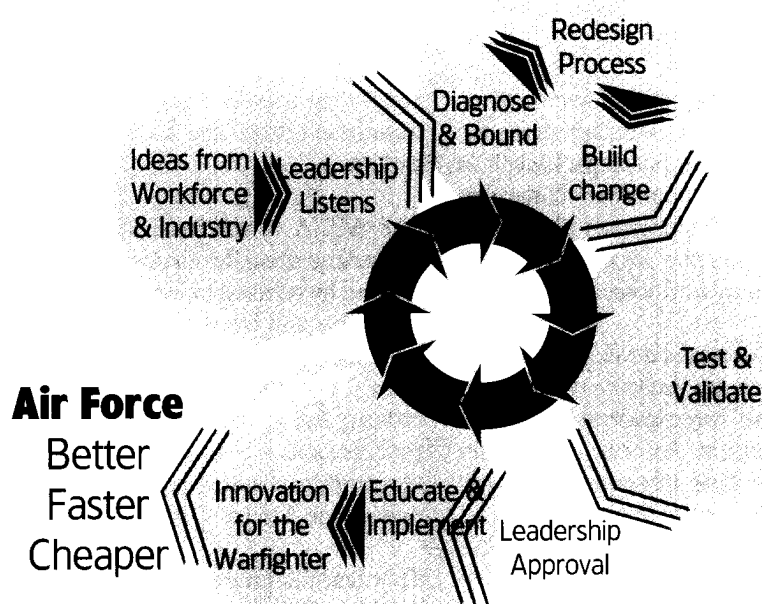 Ideas from
Workforce
& Industry
Leadership
Listens
Diagnose
& Bound
Redesign
Process
Build
change
Test &
Validate
Leadership
Approval
Educate &
Implement
Innovation
for the
Warfighter
Air Force
Better
Faster
Cheaper